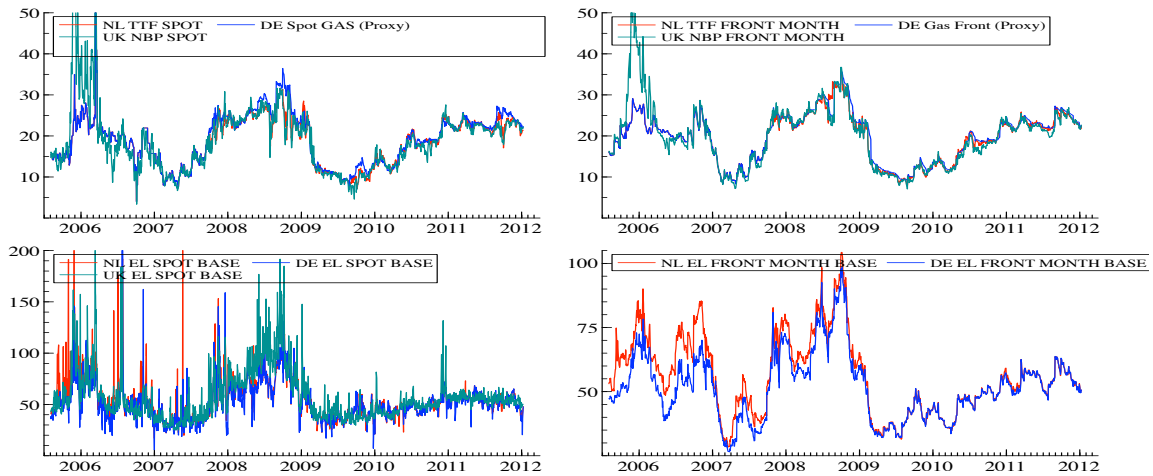 NL TTF SPOT DE Spot GAS (Proxy)
UK NBP SPOT
50
40
30
20
10
2006 2007 2008 2009 2010 2011 2012
NL TTF FRONT MONTH DE Gas Front (Proxy)
UK NBP FRONT MONTH
50
40
30
20
10
2006 2007 2008 2009 2010 2011 2012
NL EL SPOT BASE DE EL SPOT BASE
UK EL SPOT BASE
200
150
100
50
2006 2007 2008 2009 2010 2011 2012
NL EL FRONT MONTH BASE DE EL FRONT MONTH BASE
100
75
50
2006 2007 2008 2009 2010 2011 2012